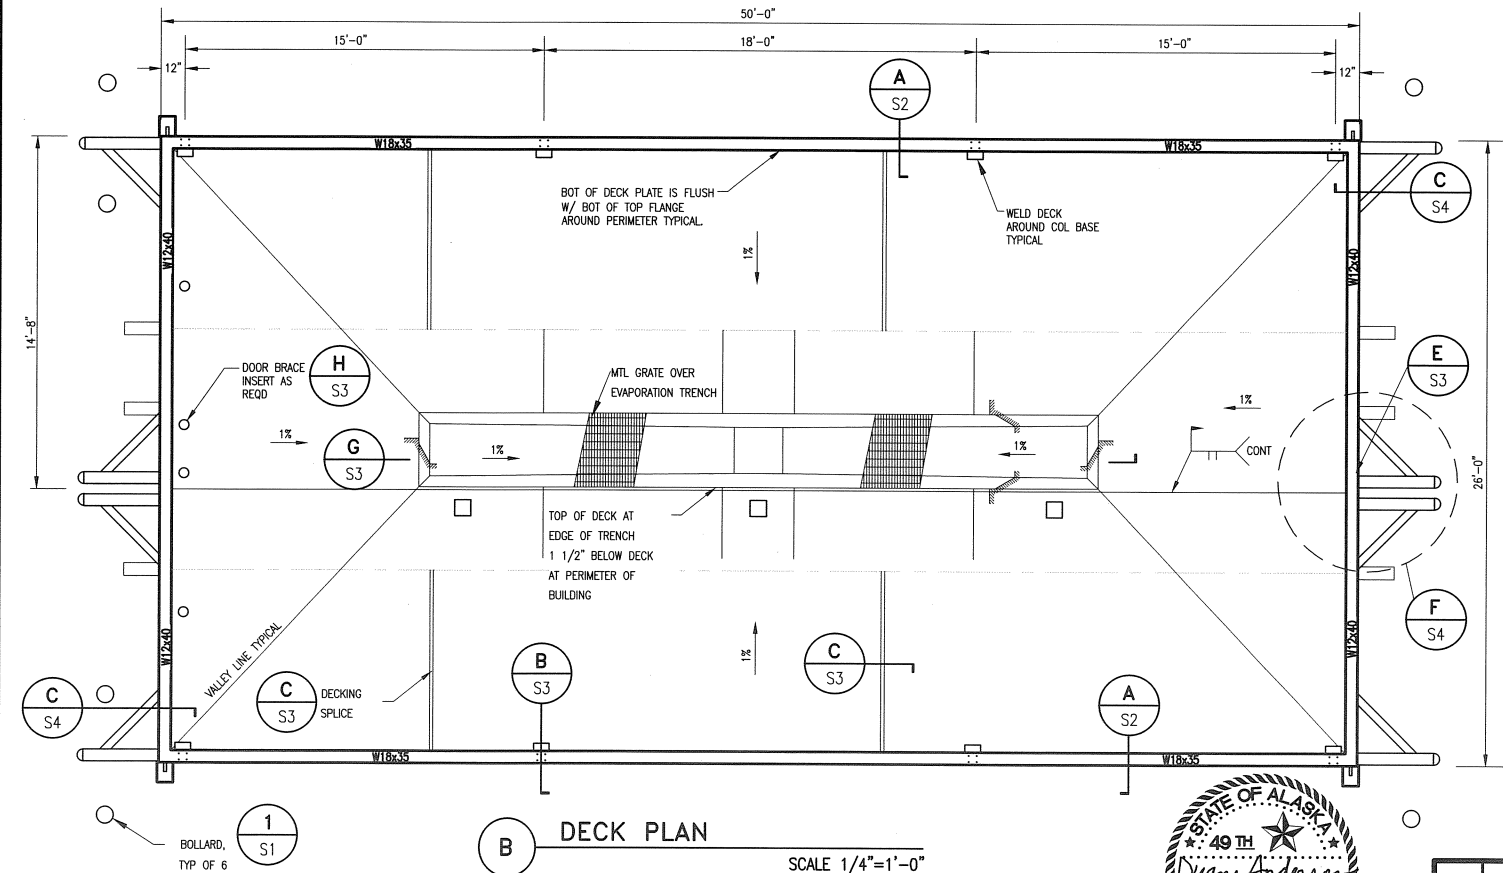 50'-0"
15'-0"
18'-0"
15'-0"
12"
12"
A
S2
W18x35
W18x35
C
S4
BOT OF DECK PLATE IS FLUSH
W/ BOT OF TOP FLANGE
AROUND PERIMETER TYPICAL.
WELD DECK
AROUND COL BASE
TYPICAL
W12x40
W12x40
1%
14'-8"
DOOR BRACE
INSERT AS
REQD
H
S3
MTL GRATE OVER
EVAPORATION TRENCH
E
S3
1%
1%
G
S3
1%
1%
CONT
26'-0"
TOP OF DECK AT
EDGE OF TRENCH
1 1/2" BELOW DECK
AT PERIMETER OF
BUILDING
F
S4
W12x40
W12x40
VALLEY LINE TYPICAL
1%
B
S3
C
S3
C
S4
C
S3
DECKING
SPLICE
A
S2
W18x35
W18x35
BOLLARD,
TYP OF 6
1
S1
B
DECK PLAN
SCALE 1/4"=1'-0"
STATE OF ALASKA
49 TH